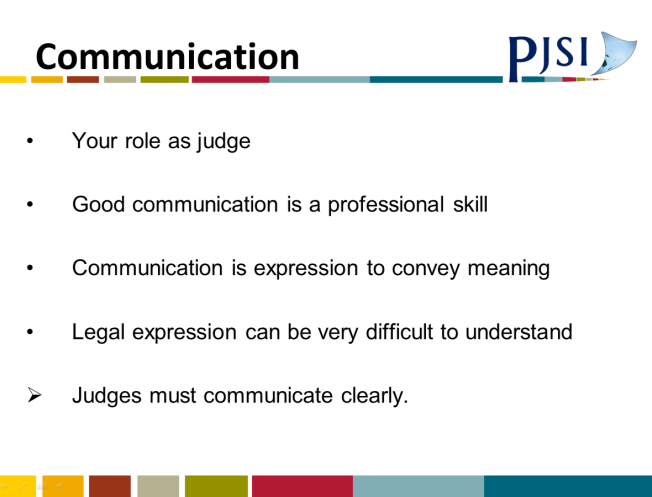 Communication
PJSI
• Your role as judge
• Good communication is a professional skill
• Communication is expression to convey meaning
• Legal expression can be very difficult to understand
➢ Judges must communicate clearly.